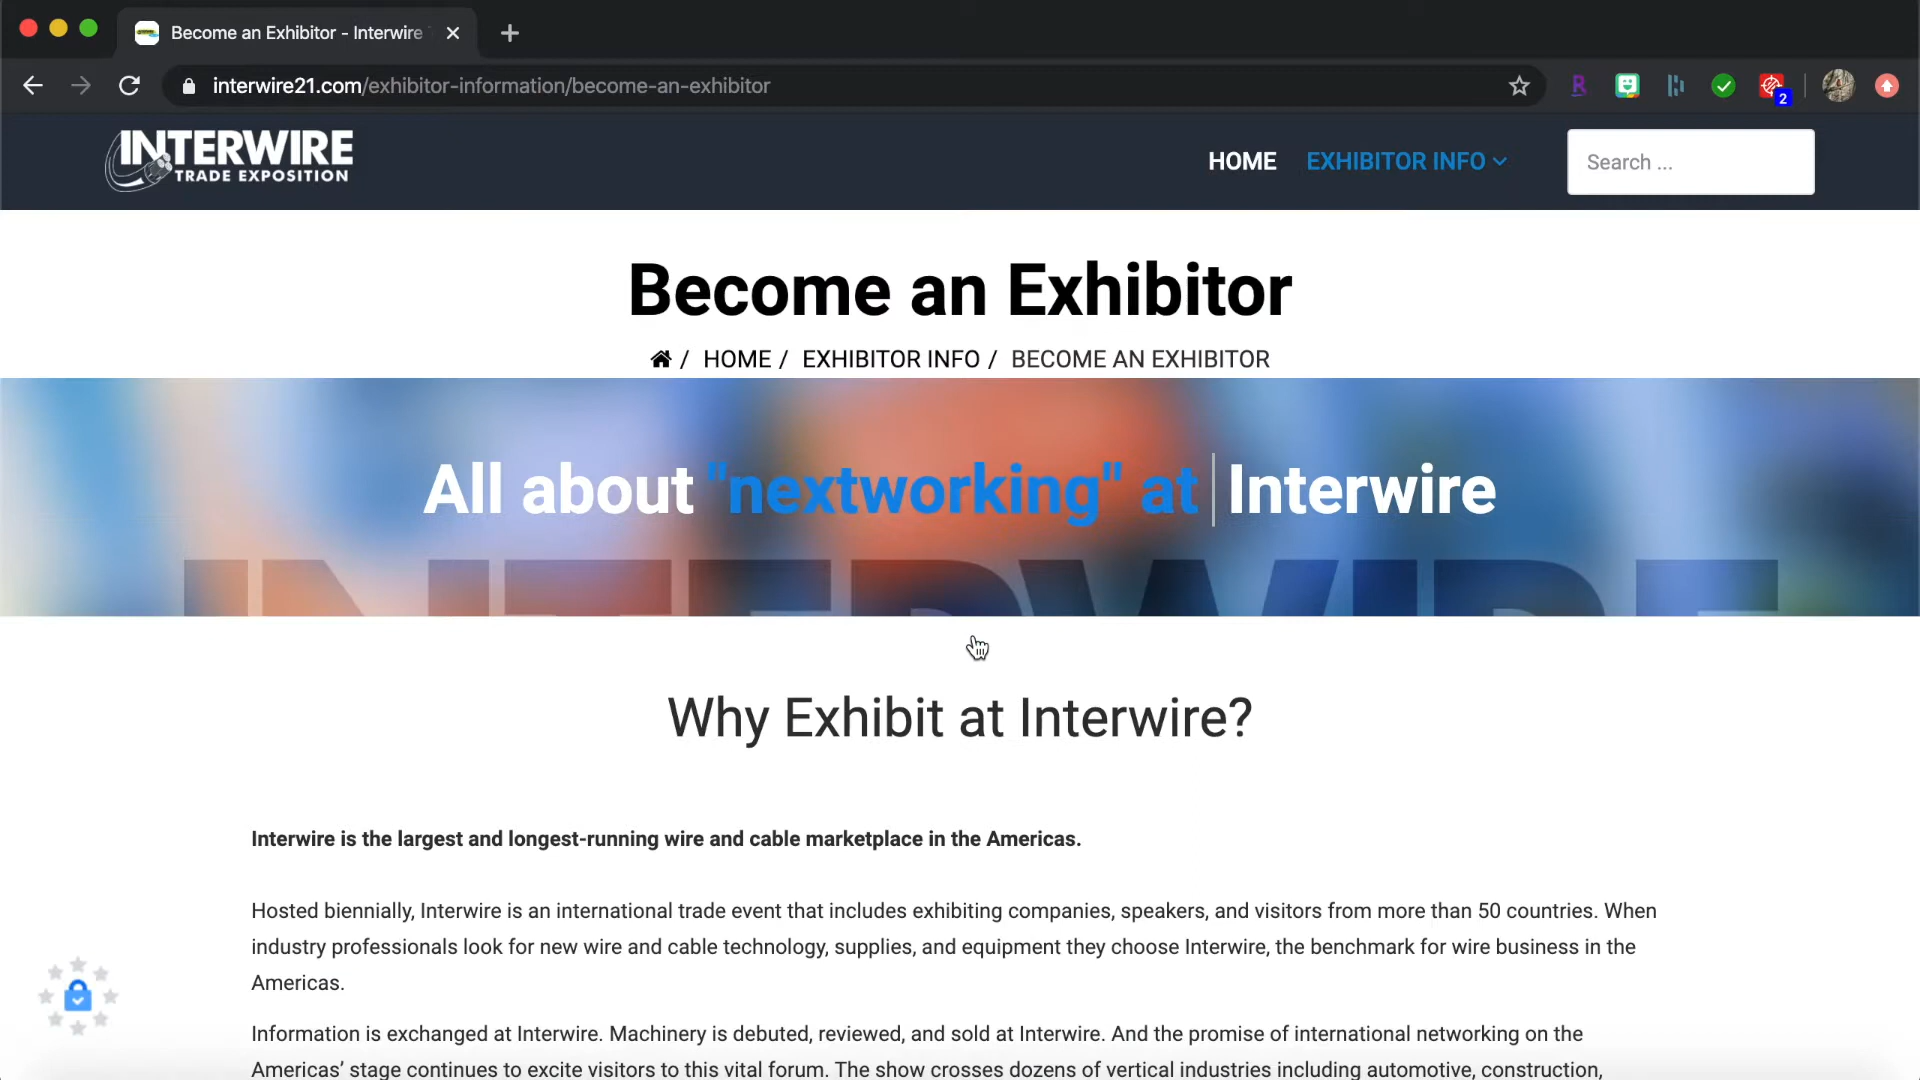 Become an Exhibitor - Interwire
interwire21.com/exhibitor-information/become-an-exhibitor
2
INTERWIRE
TRADE EXPOSITION
HOME
EXHIBITOR INFO
Search ...
Become an Exhibitor
/ HOME / EXHIBITOR INFO / BECOME AN EXHIBITOR
All about "nextworking" at Interwire
INTERWIRE
Why Exhibit at Interwire?
Interwire is the largest and longest-running wire and cable marketplace in the Americas.
Hosted biennially, Interwire is an international trade event that includes exhibiting companies, speakers, and visitors from more than 50 countries. When
industry professionals look for new wire and cable technology, supplies, and equipment they choose Interwire, the benchmark for wire business in the
Americas.
Information is exchanged at Interwire. Machinery is debuted, reviewed, and sold at Interwire. And the promise of international networking on the
Americas’ stage continues to excite visitors to this vital forum. The show crosses dozens of vertical industries including automotive, construction,